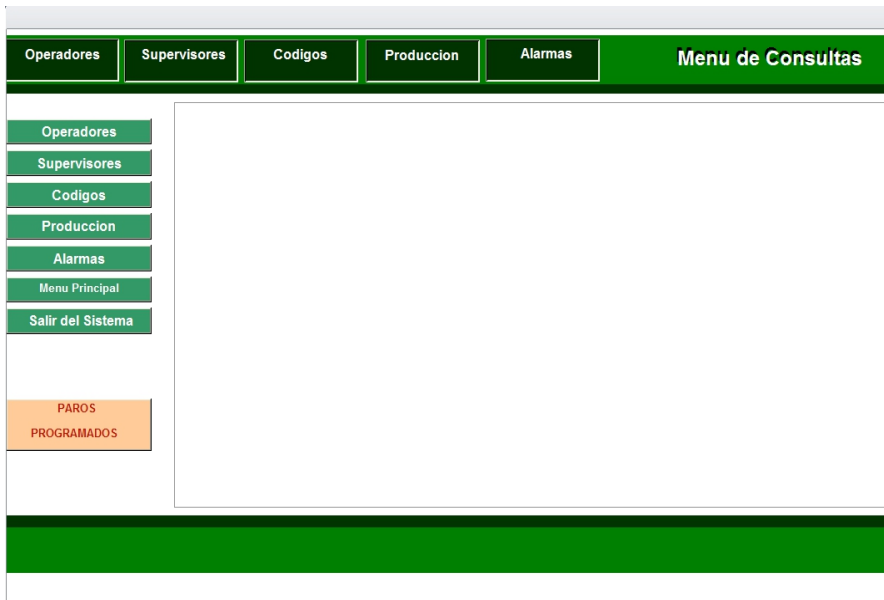 Operadores
Supervisores
Codigos
Produccion
Alarmas
Menu de Consultas
Operadores
Supervisores
Codigos
Produccion
Alarmas
Menu Principal
Salir del Sistema
PAROS
PROGRAMADOS